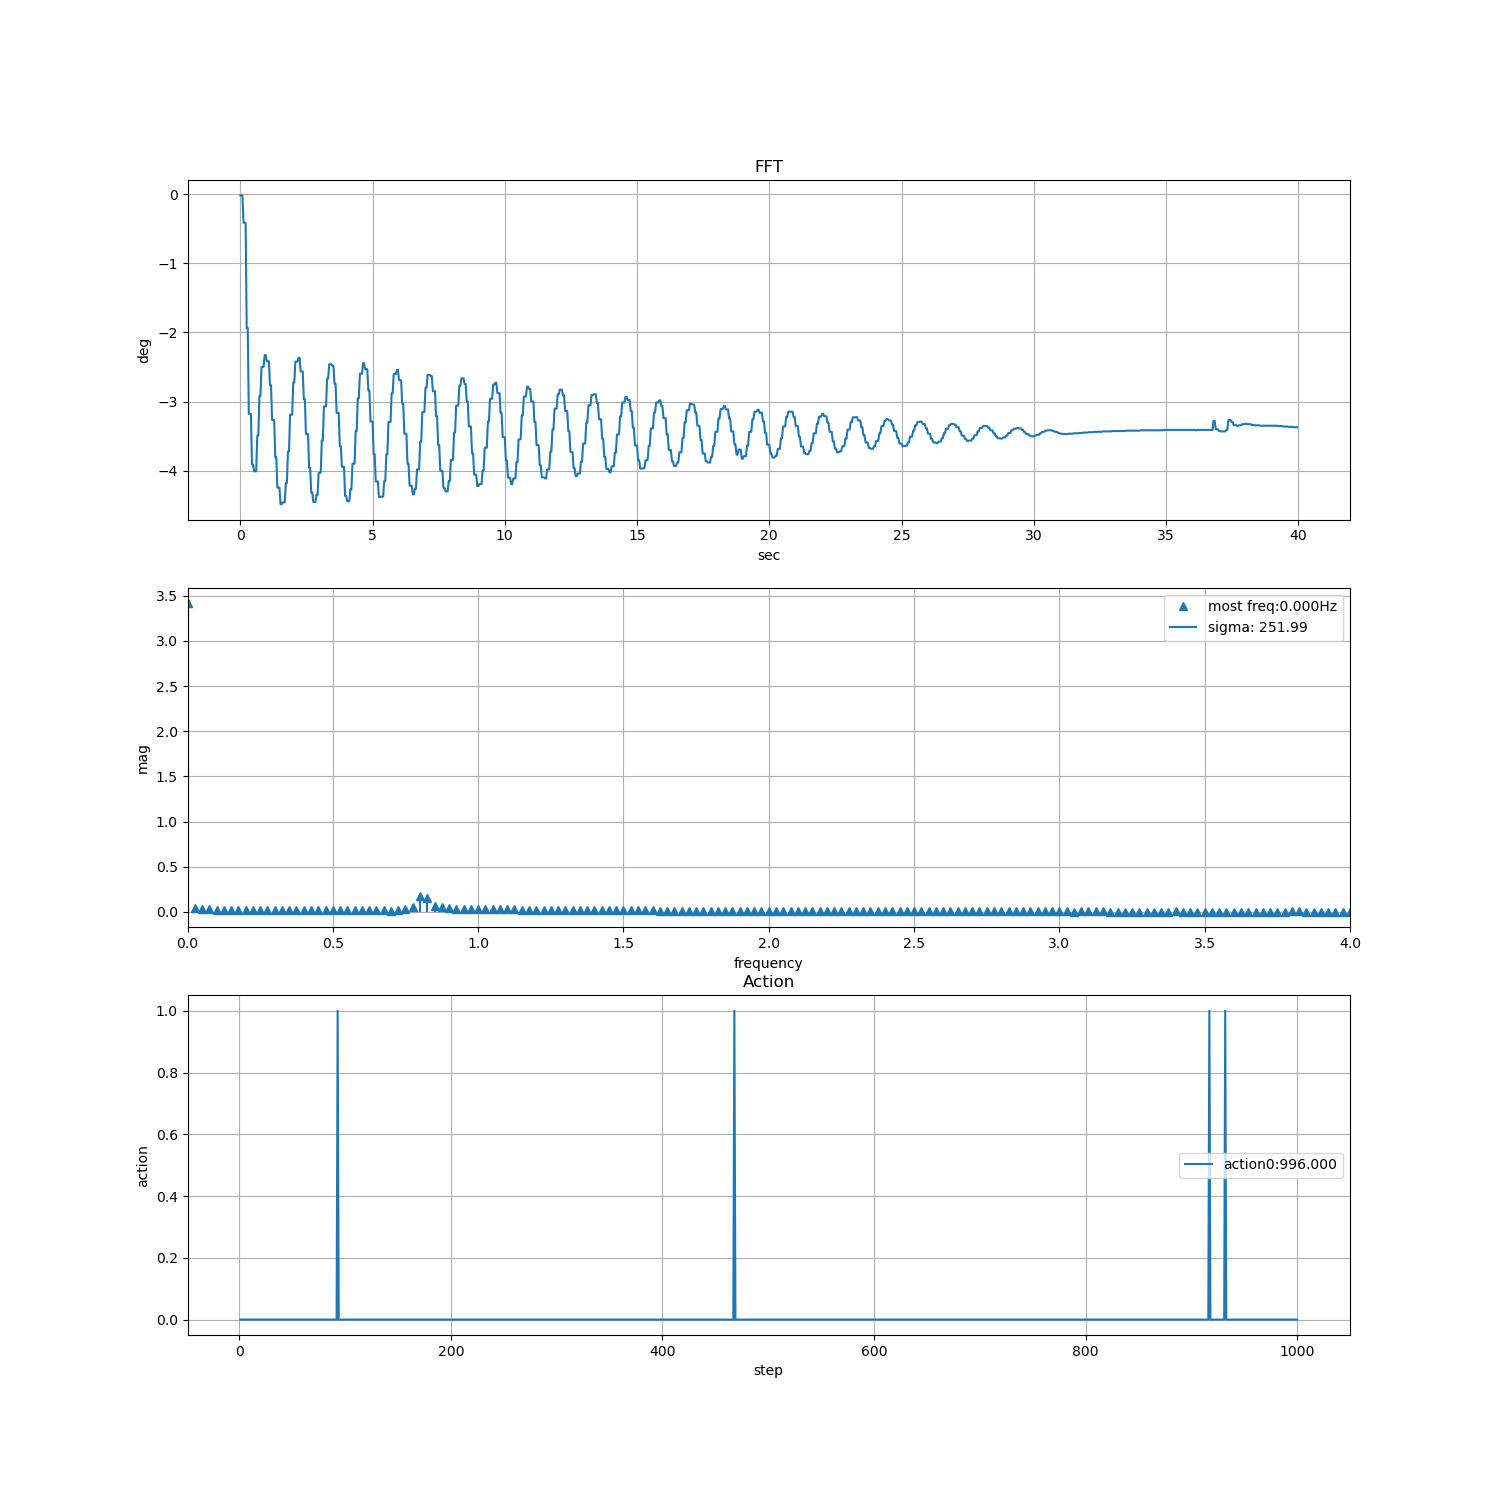 FFT
0
−1
−2
−3
−4
deg
0 5 10 15 20 25 30 35 40
sec
3.5
3.0
2.5
2.0
1.5
1.0
0.5
0.0
mag
most freq:0.000Hz
sigma: 251.99
0.0 0.5 1.0 1.5 2.0 2.5 3.0 3.5 4.0
frequency
Action
1.0
0.8
0.6
0.4
0.2
0.0
action
action0:996.000
0 200 400 600 800 1000
step